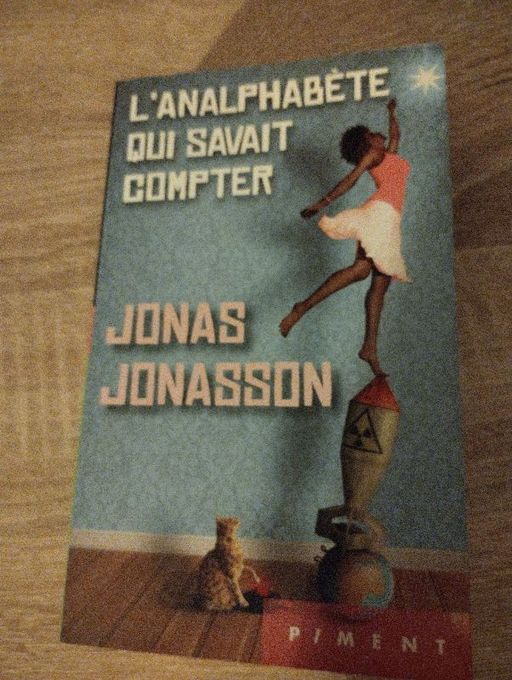 L'ANALPHABÈTE
QUI SAVAIT
COMPTER
JONAS
JONASSON
PIMENT